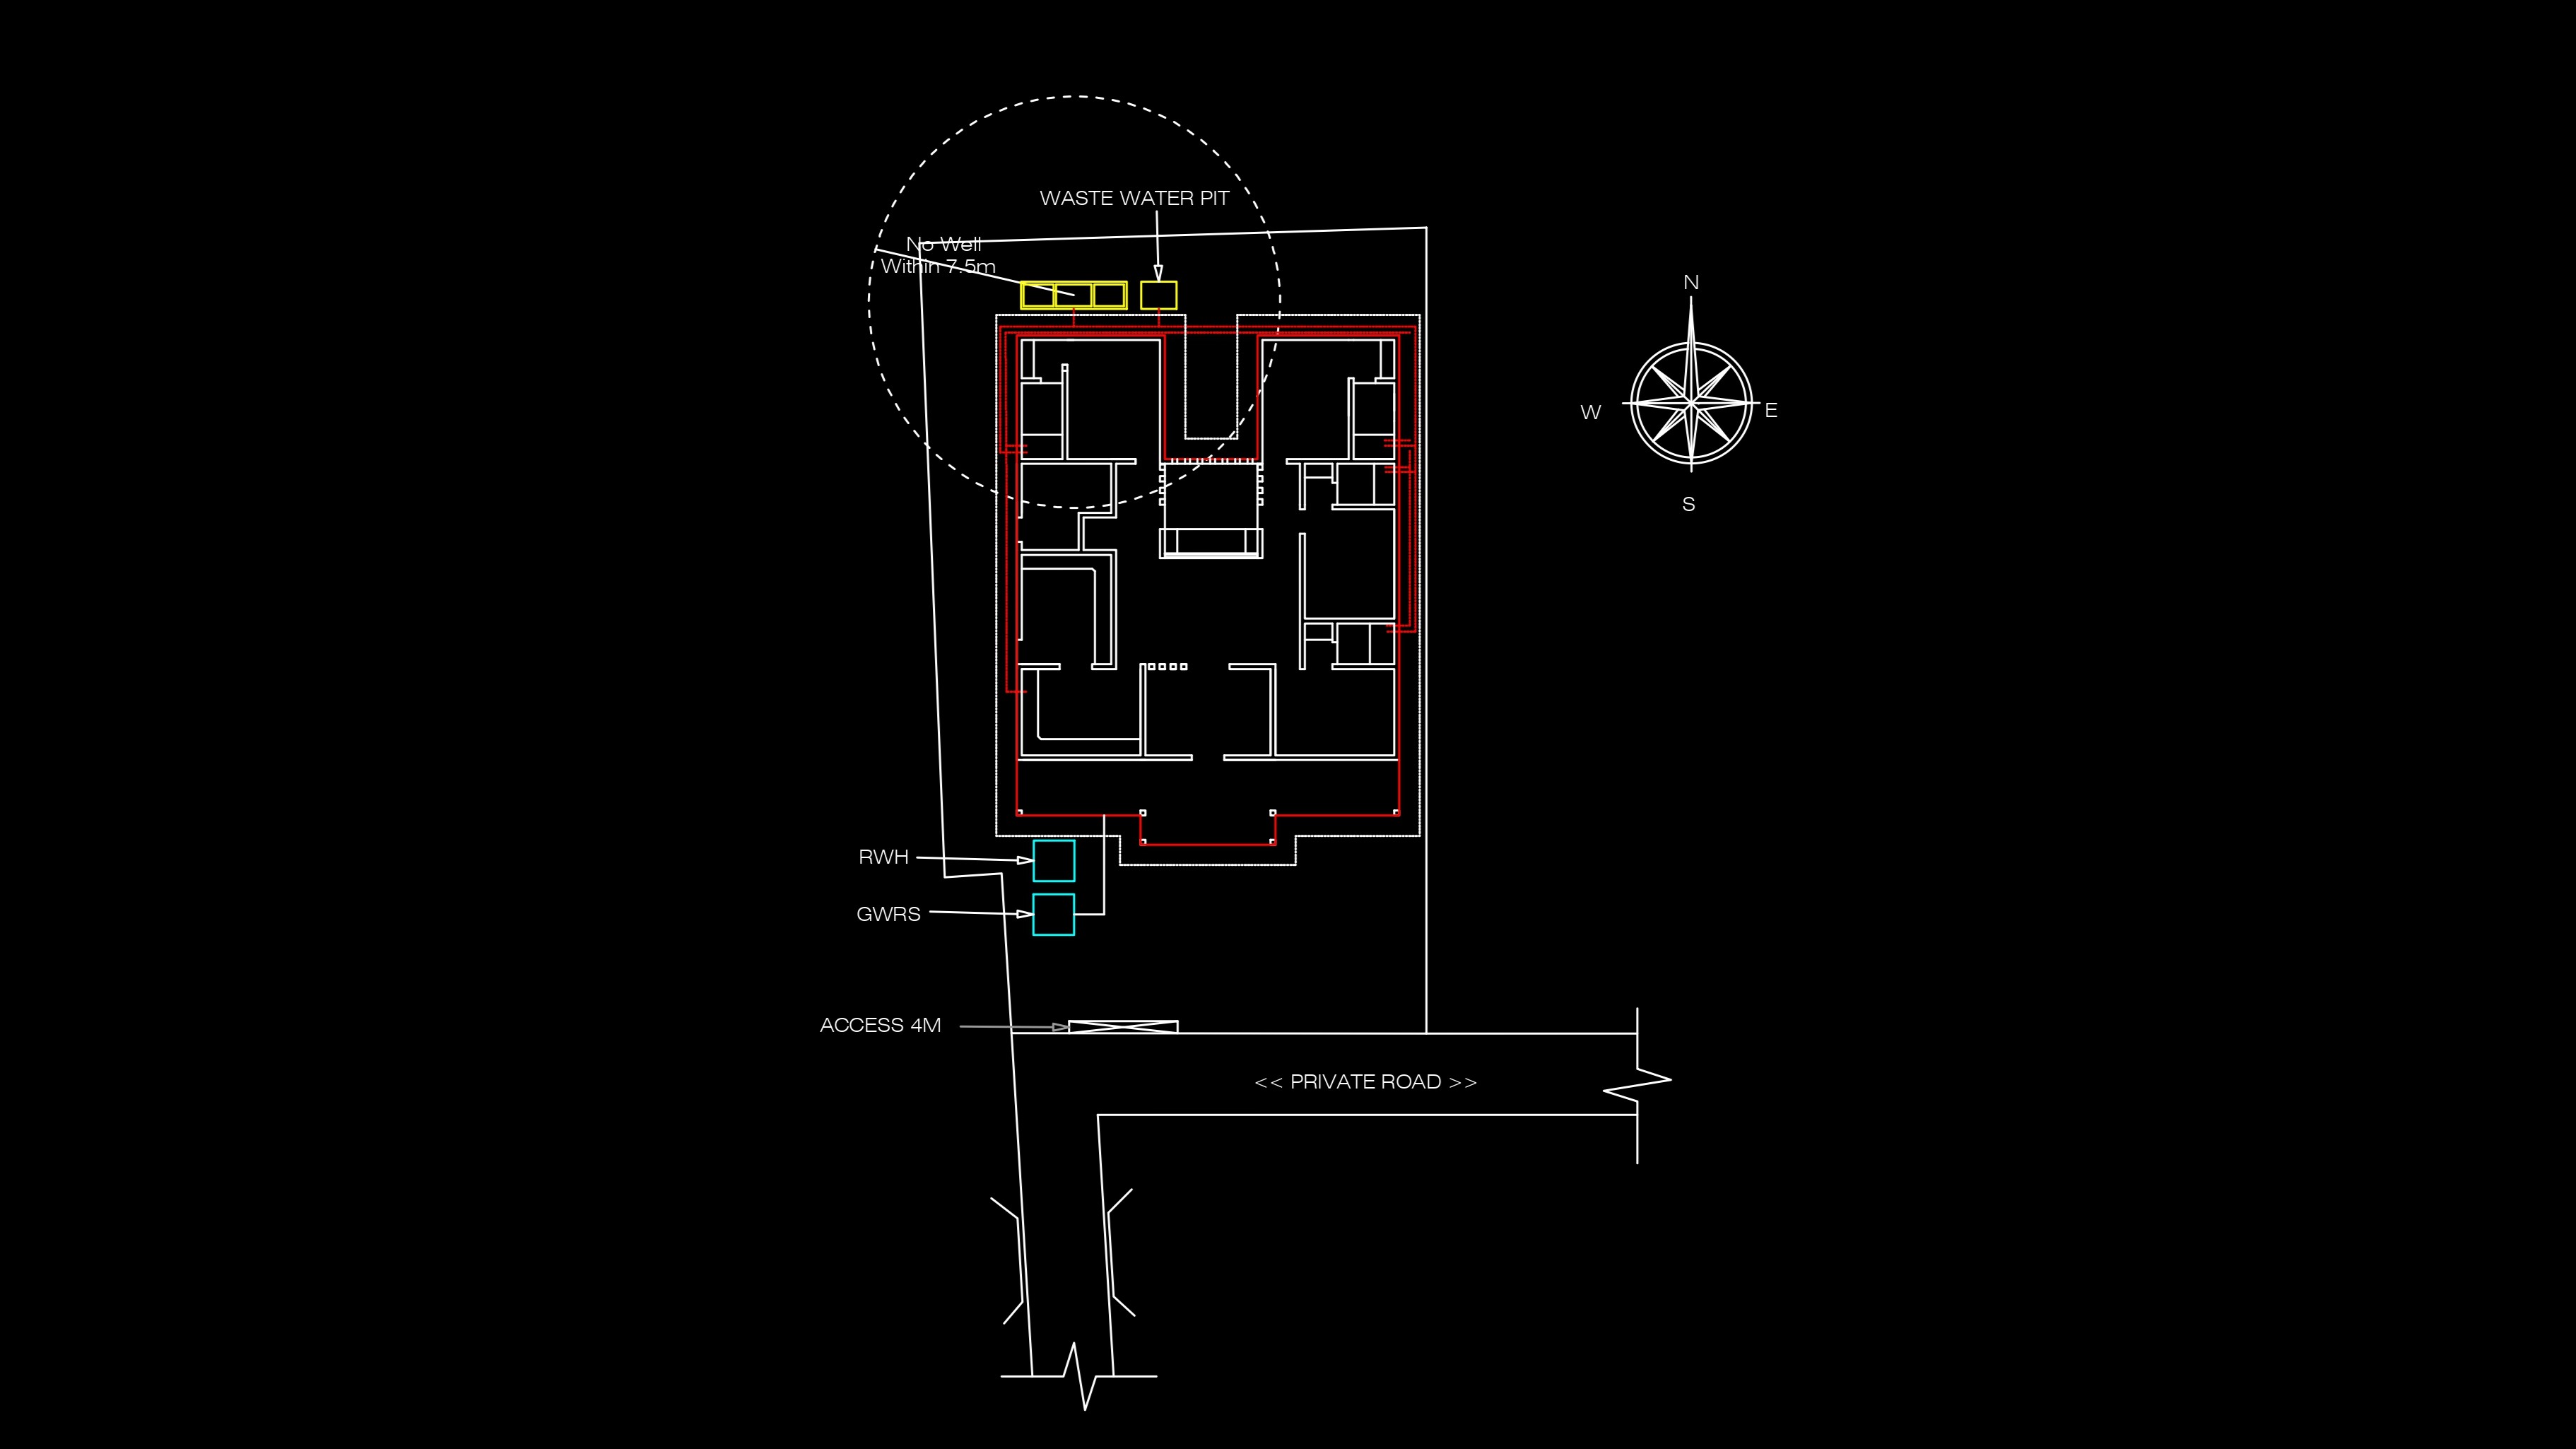 WASTE WATER PIT
No Well
Within 7.5m
N
W
E
S
RWH
GWRS
ACCESS 4M
<< PRIVATE ROAD >>